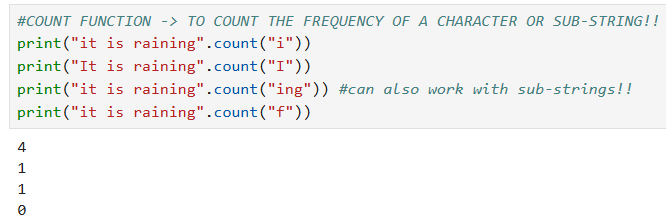 #COUNT FUNCTION -> TO COUNT THE FREQUENCY OF A CHARACTER OR SUB-STRING!!
print("it is raining".count("i"))
print("It is raining".count("I"))
print("it is raining".count("ing")) #can also work with sub-strings!!
print("it is raining".count("f"))
4
1
1
0